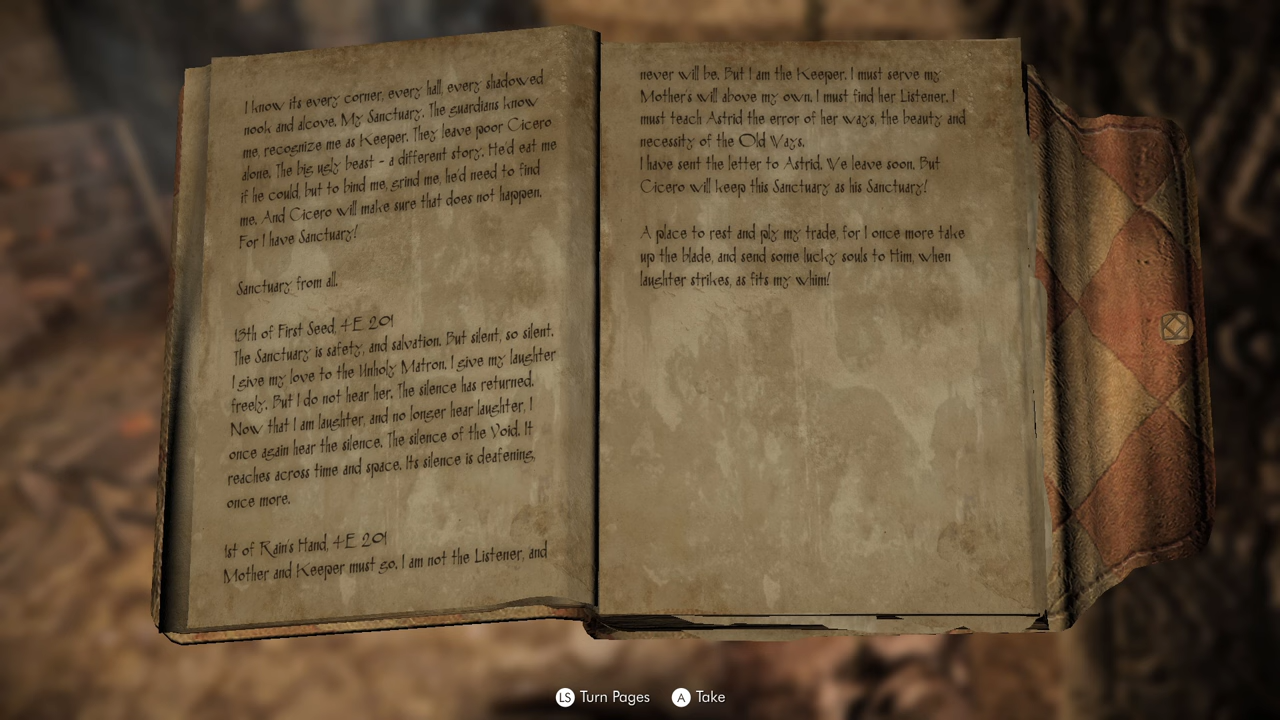 I know its every corner, every hall, every shadowed
nook and alcove. My Sanctuary. The guardians know
me, recognize me as Keeper. They leave poor Cicero
alone. The big ugly beast - a different story. He'd eat me
if he could, but to bind me, grind me, he'd need to find
me. And Cicero will make sure that does not happen.
For I have Sanctuary!
Sanctuary from all.
13th of First Seed, 4E 201
The Sanctuary is safety, and salvation. But silent, so silent.
I give my love to the Unholy Matron. I give my laughter
freely. But I do not hear her. The silence has returned.
Now that I am laughter, and no longer hear laughter, I
once again hear the silence. The silence of the Void. It
reaches across time and space. Its silence is deafening,
once more.
1st of Rain's Hand, 4E 201
Mother and Keeper must go. I am not the Listener, and
never will be. But I am the Keeper. I must serve my
Mother's will above my own. I must find her Listener. I
must teach Astrid the error of her ways, the beauty and
necessity of the Old Ways.
I have sent the letter to Astrid. We leave soon. But
Cicero will keep this Sanctuary as his Sanctuary!
A place to rest and ply my trade, for I once more take
up the blade, and send some lucky souls to Him, when
laughter strikes, as fits my whim!
LS Turn Pages A Take